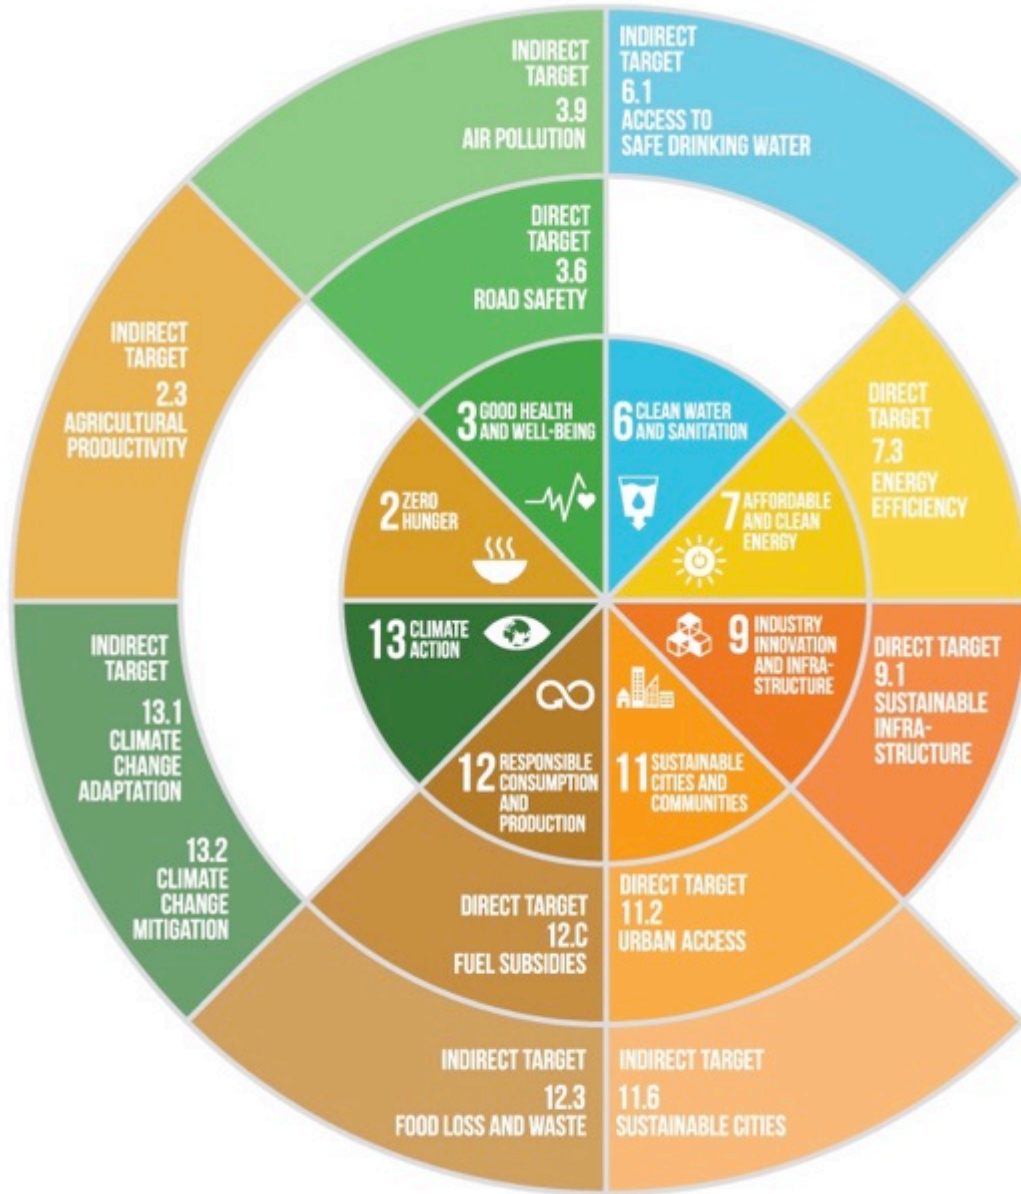 INDIRECT
TARGET
3.9
AIR POLLUTION
INDIRECT
TARGET
6.1
ACCESS TO
SAFE DRINKING WATER
DIRECT
TARGET
3.6
ROAD SAFETY
INDIRECT
TARGET
2.3
AGRICULTURAL
PRODUCTIVITY
3 GOOD HEALTH
AND WELL-BEING
6 CLEAN WATER
AND SANITATION
DIRECT
TARGET
7.3
ENERGY
EFFICIENCY
2 ZERO
HUNGER
7 AFFORDABLE
AND CLEAN
ENERGY
13 CLIMATE
ACTION
9 INDUSTRY
INNOVATION
AND INFRA-
STRUCTURE
INDIRECT
TARGET
13.1
CLIMATE
CHANGE
ADAPTATION
13.2
CLIMATE
CHANGE
MITIGATION
DIRECT TARGET
9.1
SUSTAINABLE
INFRA-
STRUCTURE
12 RESPONSIBLE
CONSUMPTION
AND
PRODUCTION
11 SUSTAINABLE
CITIES AND
COMMUNITIES
DIRECT TARGET
12.C
FUEL SUBSIDIES
DIRECT TARGET
11.2
URBAN ACCESS
INDIRECT TARGET
12.3
FOOD LOSS AND WASTE
INDIRECT TARGET
11.6
SUSTAINABLE CITIES